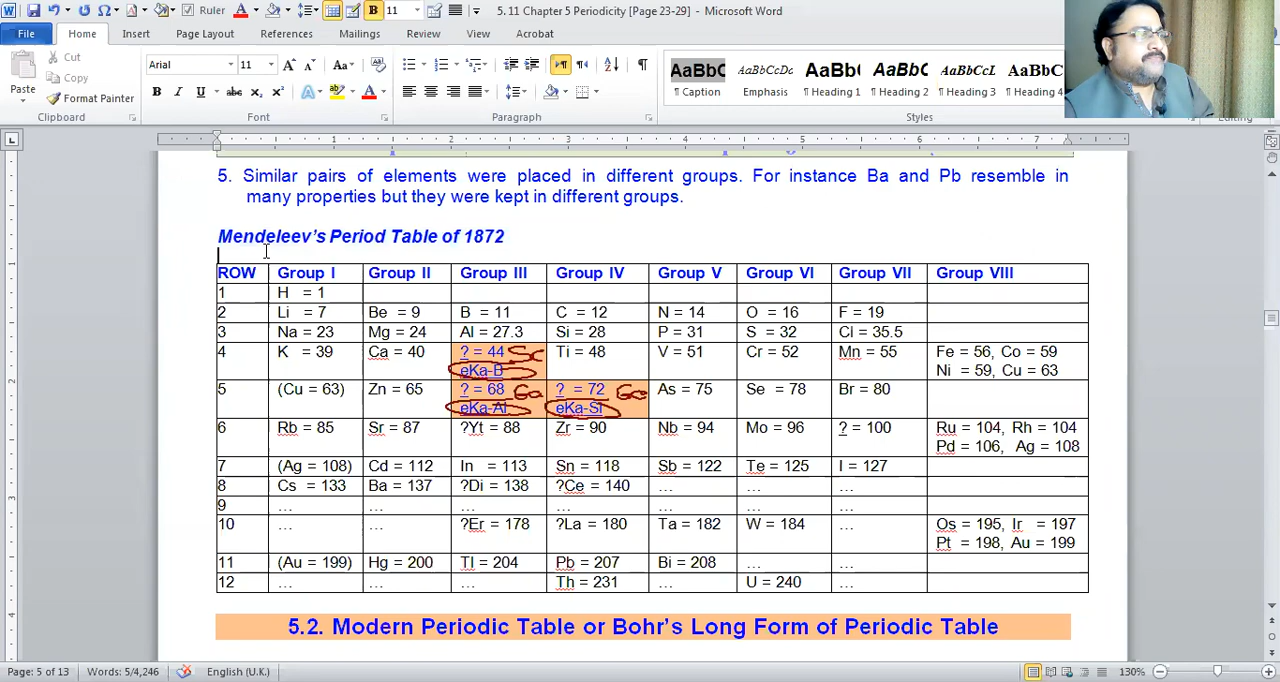 Ruler
11
5. 11 Chapter 5 Periodicity [Page 23-29] - Microsoft Word
File Home Insert Page Layout References Mailings Review View Acrobat
Paste
Cut
Copy
Format Painter
Arial 11
AaBbC AaBbCcDc AaBb( AaBb( AaBbCcL AaBbC
¶ Caption Emphasis ¶ Heading 1 ¶ Heading 2 ¶ Heading 3 ¶ Heading 4
Clipboard Font Paragraph Styles Editing
5. Similar pairs of elements were placed in different groups. For instance Ba and Pb resemble in
many properties but they were kept in different groups.
Mendeleev’s Period Table of 1872
ROW Group I Group II Group III Group IV Group V Group VI Group VII Group VIII
1 H = 1
2 Li = 7 Be = 9 B = 11 C = 12 N = 14 O = 16 F = 19
3 Na = 23 Mg = 24 Al = 27.3 Si = 28 P = 31 S = 32 Cl = 35.5
4 K = 39 Ca = 40 ? = 44 Sc Ti = 48 V = 51 Cr = 52 Mn = 55 Fe = 56, Co = 59
eKa-B Ni = 59, Cu = 63
5 (Cu = 63) Zn = 65 ? = 68 Ga ? = 72 Ge As = 75 Se = 78 Br = 80
eKa-Al eKa-Si
6 Rb = 85 Sr = 87 ?Yt = 88 Zr = 90 Nb = 94 Mo = 96 ? = 100 Ru = 104, Rh = 104
Pd = 106, Ag = 108
7 (Ag = 108) Cd = 112 In = 113 Sn = 118 Sb = 122 Te = 125 I = 127
8 Cs = 133 Ba = 137 ?Di = 138 ?Ce = 140 … … …
9 … … … … … … …
10 … … ?Er = 178 ?La = 180 Ta = 182 W = 184 … Os = 195, Ir = 197
Pt = 198, Au = 199
11 (Au = 199) Hg = 200 Tl = 204 Pb = 207 Bi = 208 … …
12 … … … Th = 231 … U = 240 …
5.2. Modern Periodic Table or Bohr’s Long Form of Periodic Table
Page: 5 of 13 Words: 5/4,246 English (U.K.) 130%